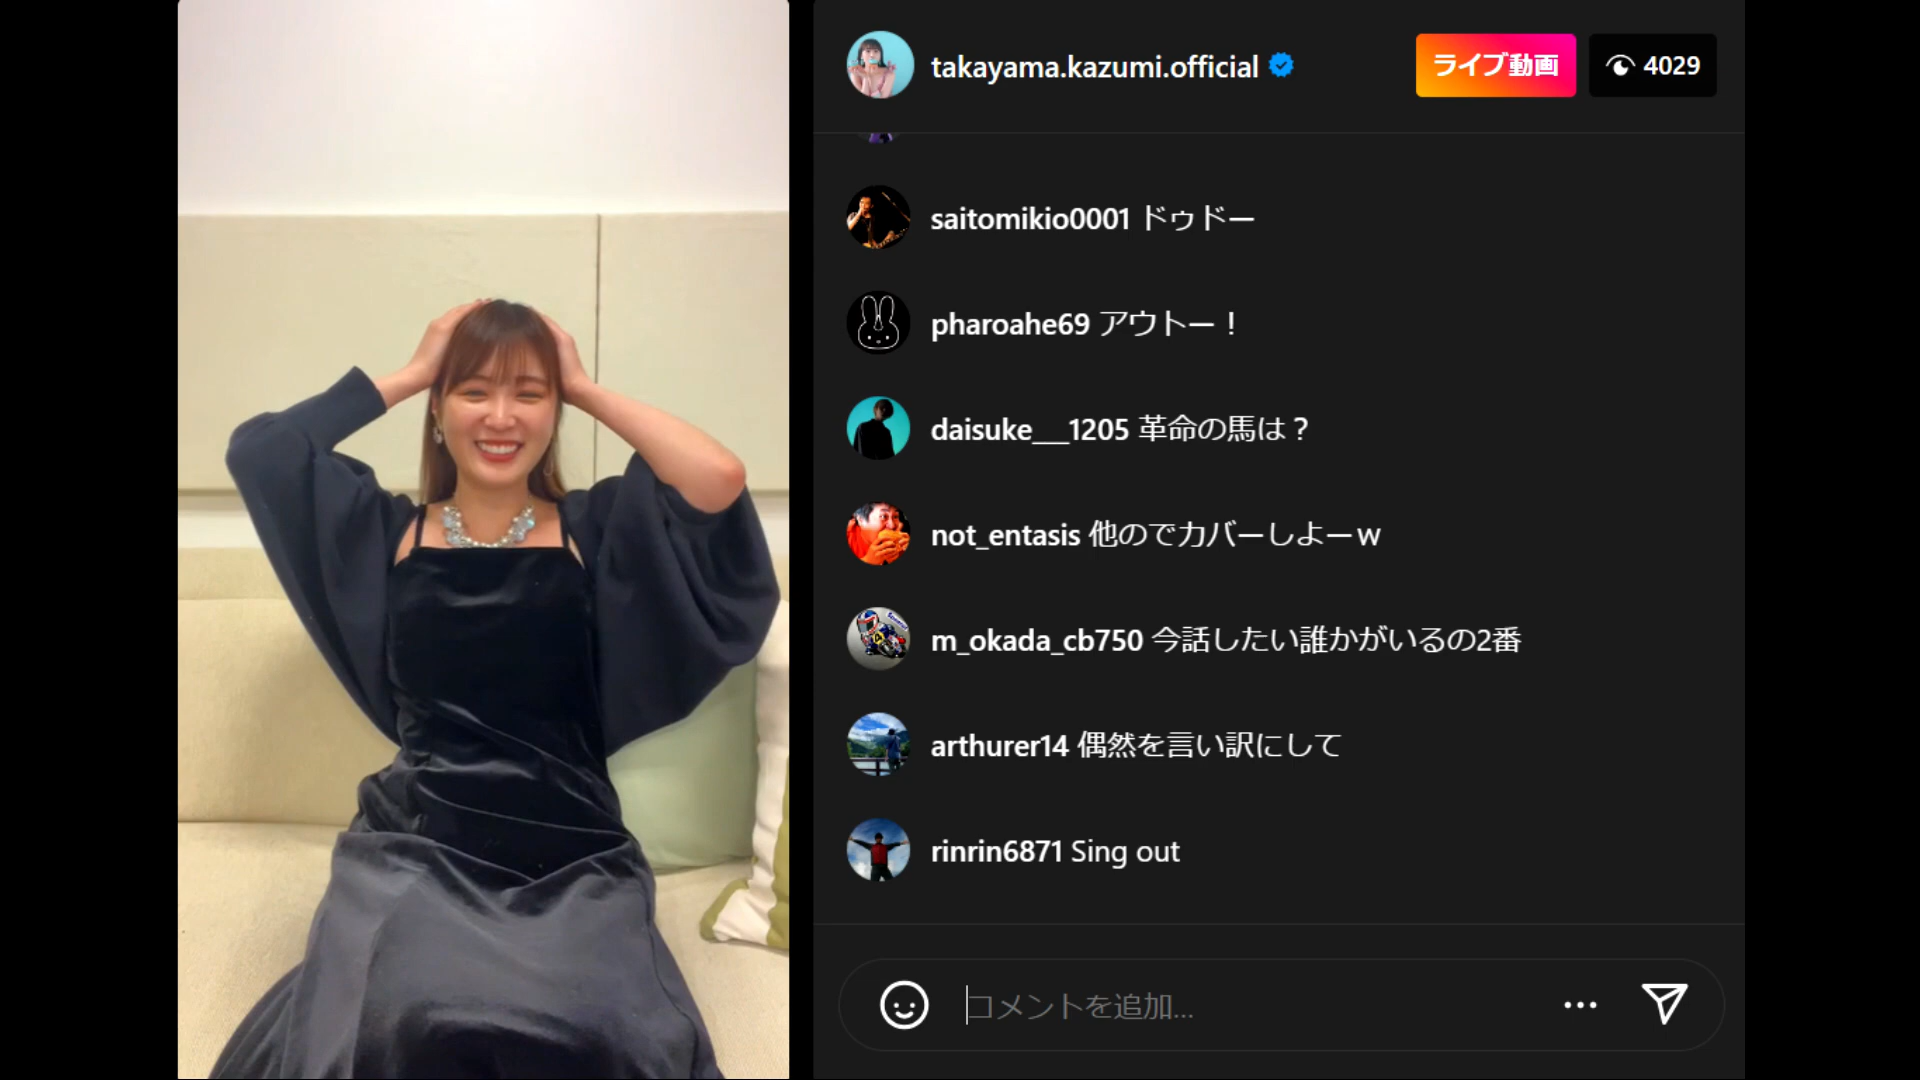 takayama.kazumi.official
ライブ動画
4029
saitomikio0001 ドゥドー
pharoahe69 アウトー！
daisuke___1205 革命の馬は？
not_entasis 他のでカバーしよーｗ
m_okada_cb750 今話したい誰かがいるの2番
arthurer14 偶然を言い訳にして
rinrin6871 Sing out
コメントを追加...